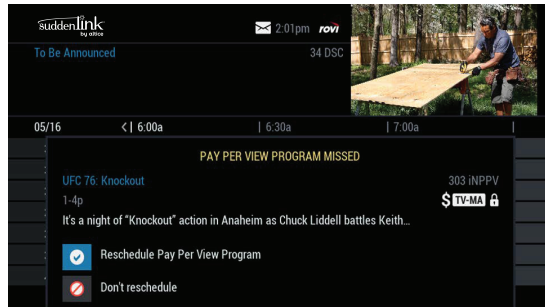 suddenlink
by altice
2:01pm rovi
To Be Announced 34 DSC
05/16 6:00a 6:30a 7:00a
PAY PER VIEW PROGRAM MISSED
UFC 76: Knockout 303 iNPPV
1-4p $ TV-MA
It's a night of "Knockout" action in Anaheim as Chuck Liddell battles Keith...
Reschedule Pay Per View Program
Don't reschedule